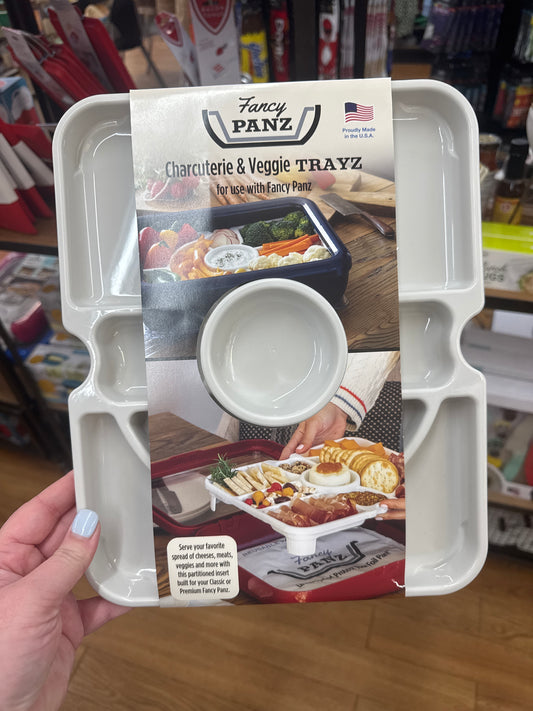 Fancy
PANZ
Proudly Made
in the U.S.A.
Charcuterie & Veggie TRAYZ
for use with Fancy Panz
Fancy
PANZ
Serve your favorite
spread of cheeses, meats,
veggies and more with
this partitioned insert
built for your Classic or
Premium Fancy Panz.